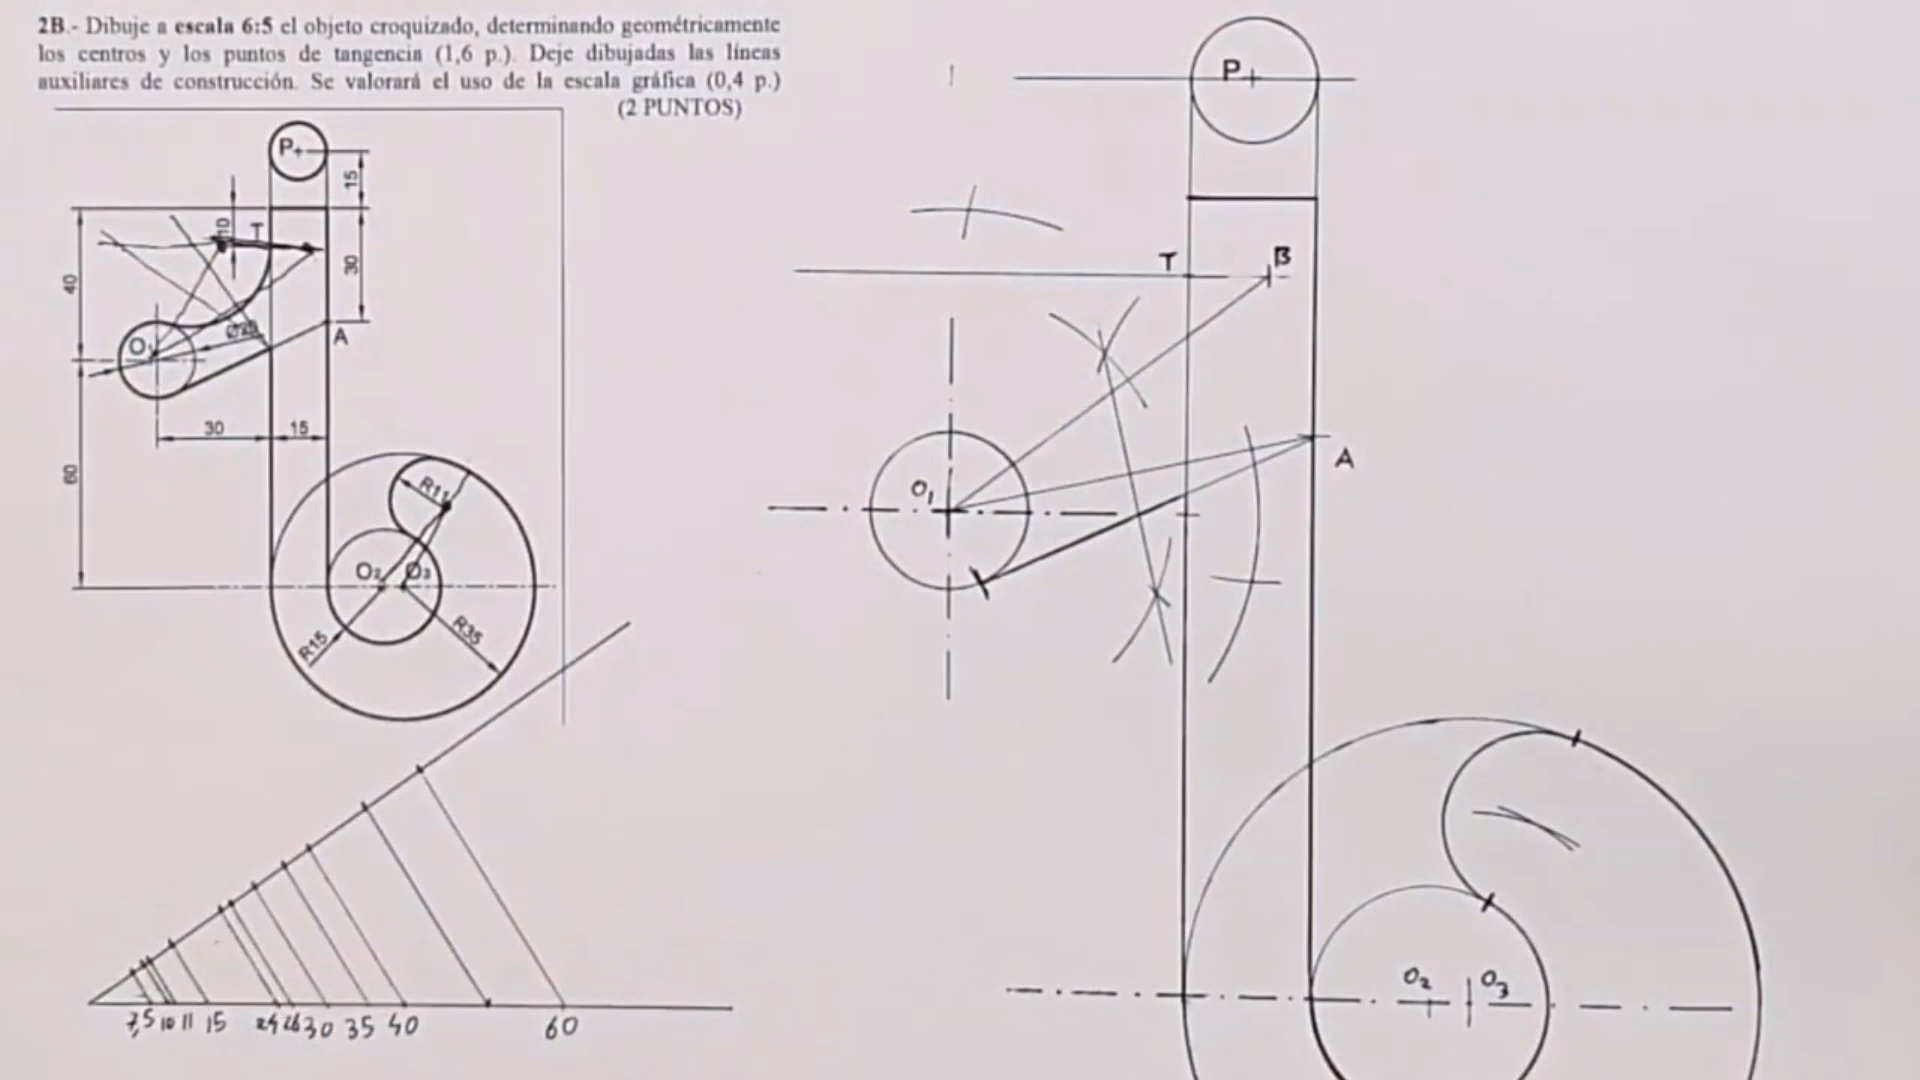 2B.- Dibuje a escala 6:5 el objeto croquizado, determinando geométricamente
los centros y los puntos de tangencia (1,6 p.). Deje dibujadas las líneas
auxiliares de construcción. Se valorará el uso de la escala gráfica (0,4 p.)
(2 PUNTOS)
P
15
10
T
40
30
Ø20
O1
A
30
15
60
R11
O2
O3
R15
R35
7,5 10 11 15 24 26 30 35 40 60
P
T
B
O1
A
O2
O3